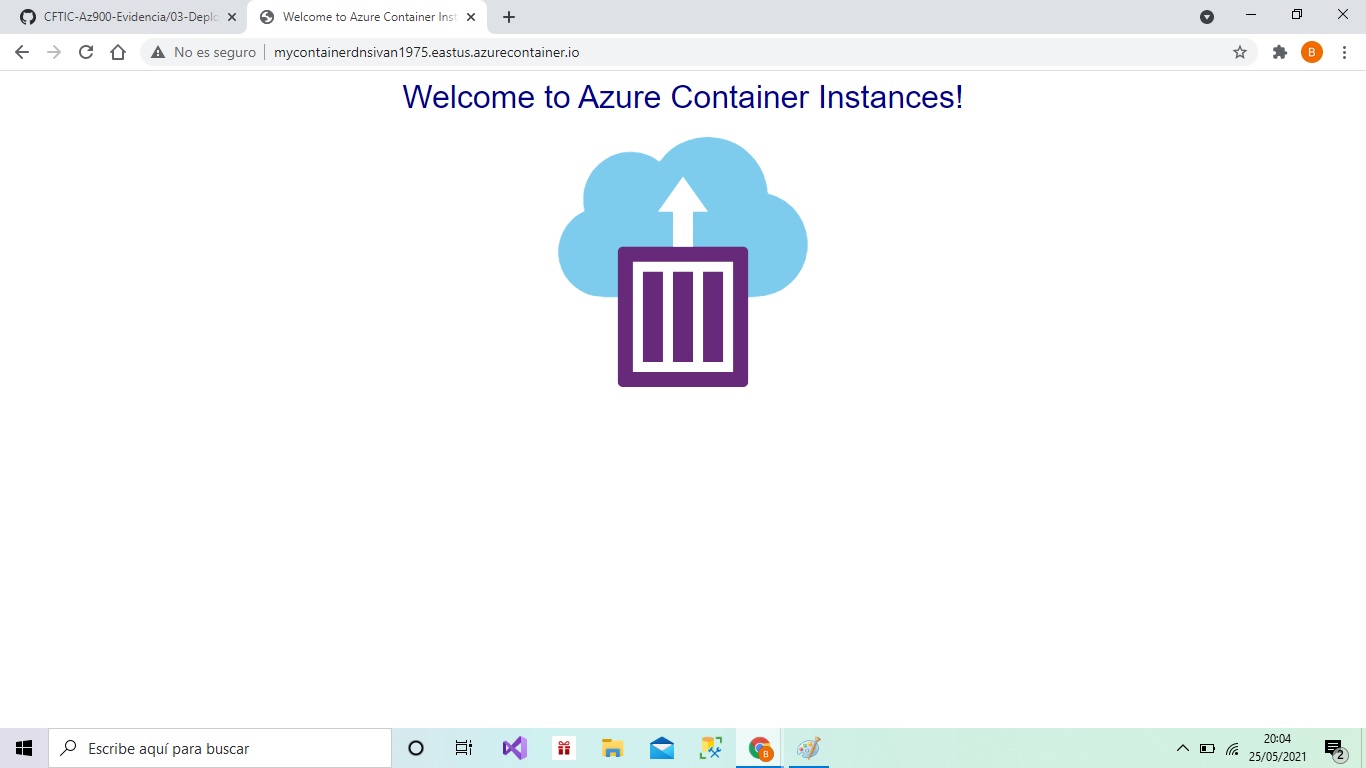 CFTIC-Az900-Evidencia/03-Deplo
Welcome to Azure Container Inst
No es seguro
mycontainerdnsivan1975.eastus.azurecontainer.io
B
Welcome to Azure Container Instances!
Escribe aquí para buscar
B
20:04
25/05/2021
2